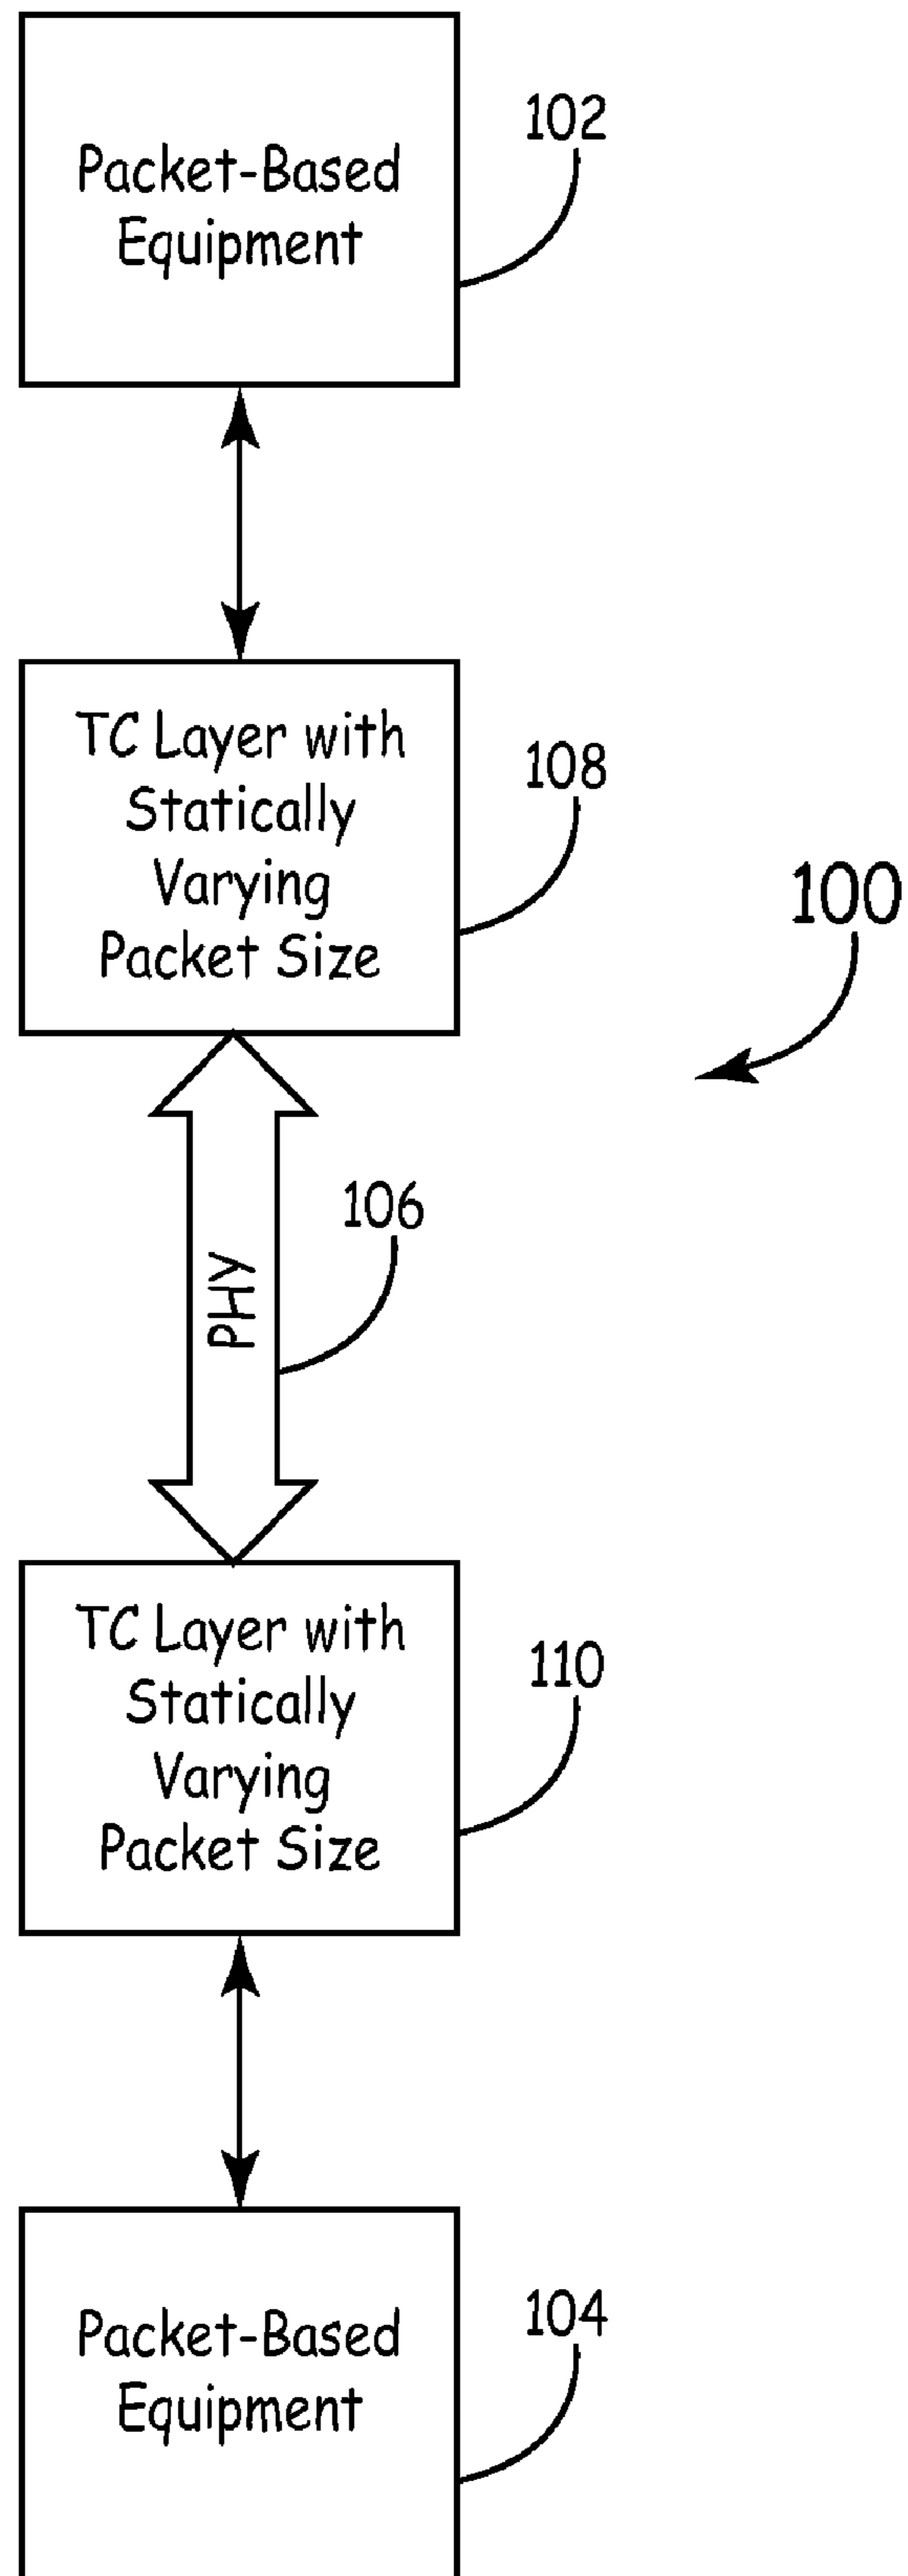 Packet-Based
Equipment
102
TC Layer with
Statically
Varying
Packet Size
108
100
PHY
106
TC Layer with
Statically
Varying
Packet Size
110
Packet-Based
Equipment
104